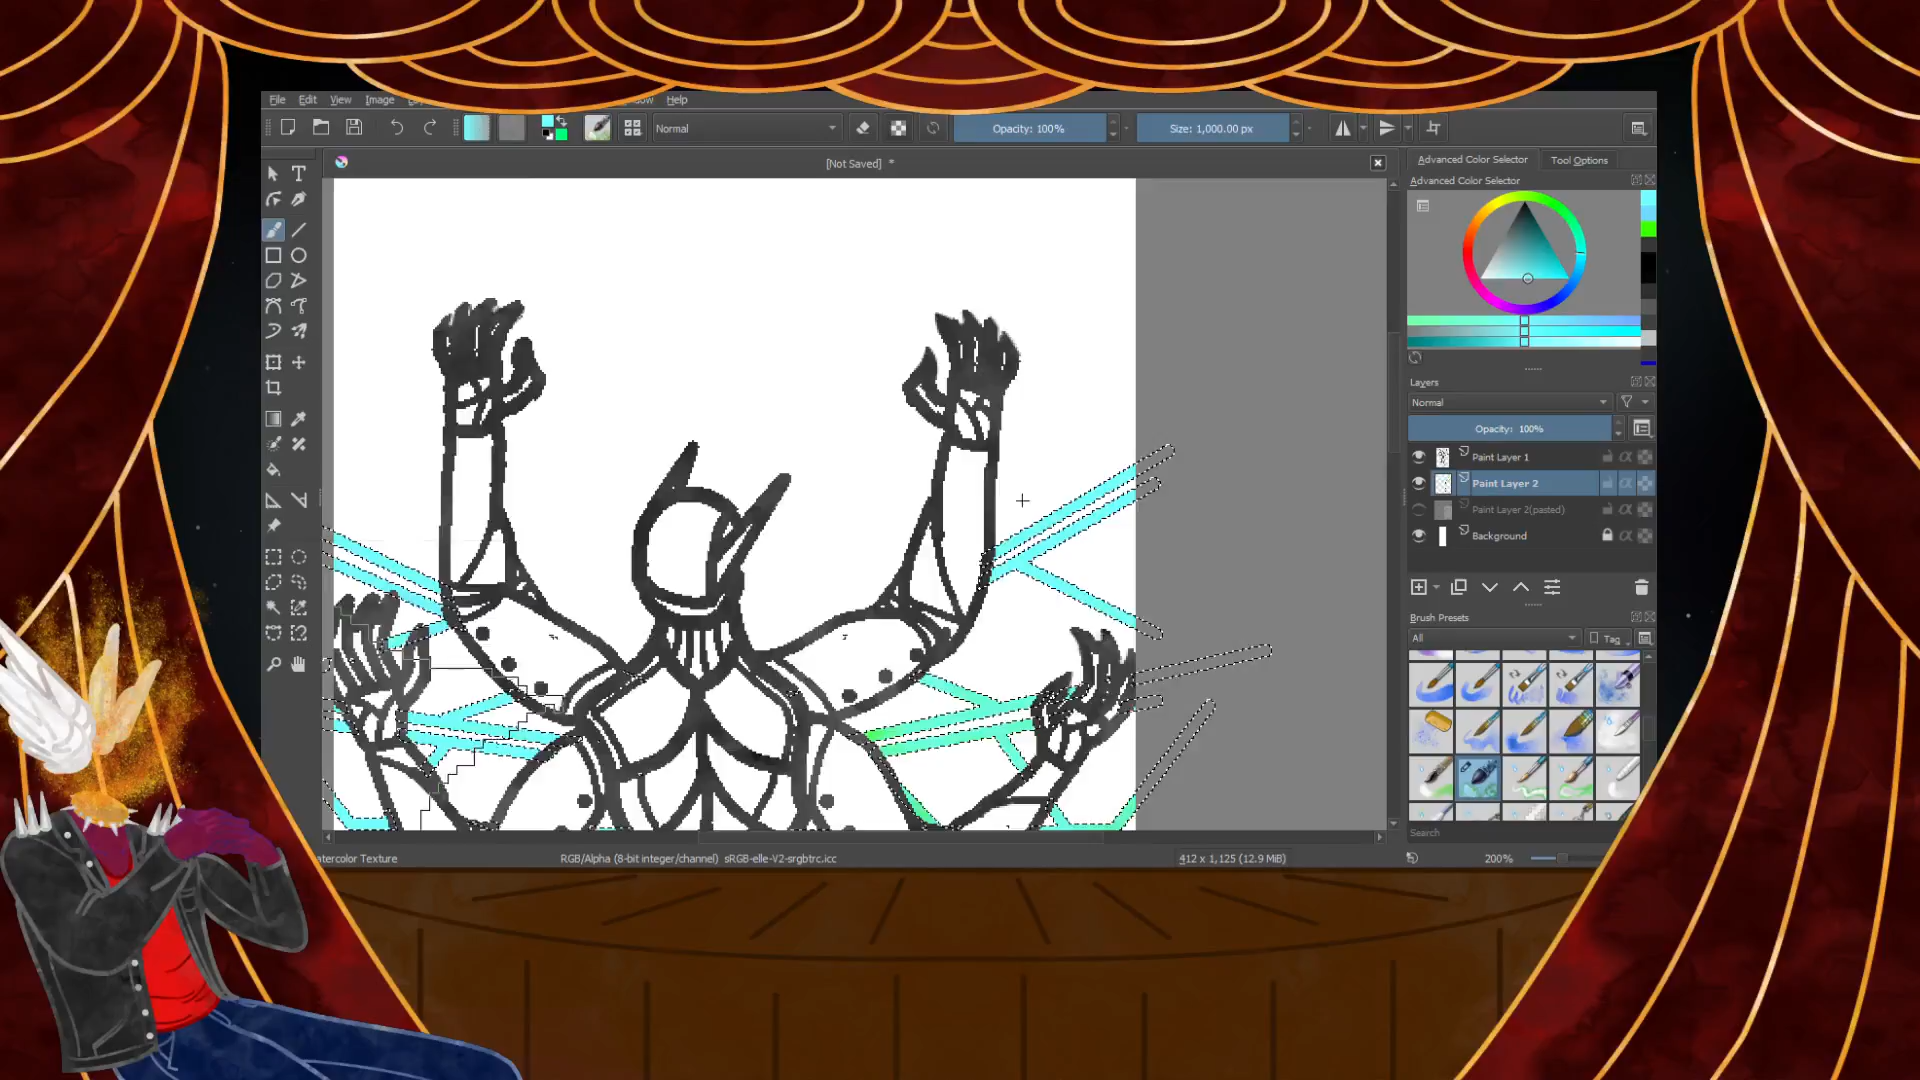 File Edit View Image Help
Normal
Opacity: 100%
Size: 1,000.00 px
[Not Saved] *
Advanced Color Selector
Tool Options
Advanced Color Selector
Layers
Normal
Opacity: 100%
Paint Layer 1
Paint Layer 2
Paint Layer 2(pasted)
Background
Brush Presets
All
Tag
Search
Texture
RGB/Alpha (8-bit integer/channel) sRGB-elle-V2-srgbtrc.icc
412 x 1,125 (12.9 MiB)
200%